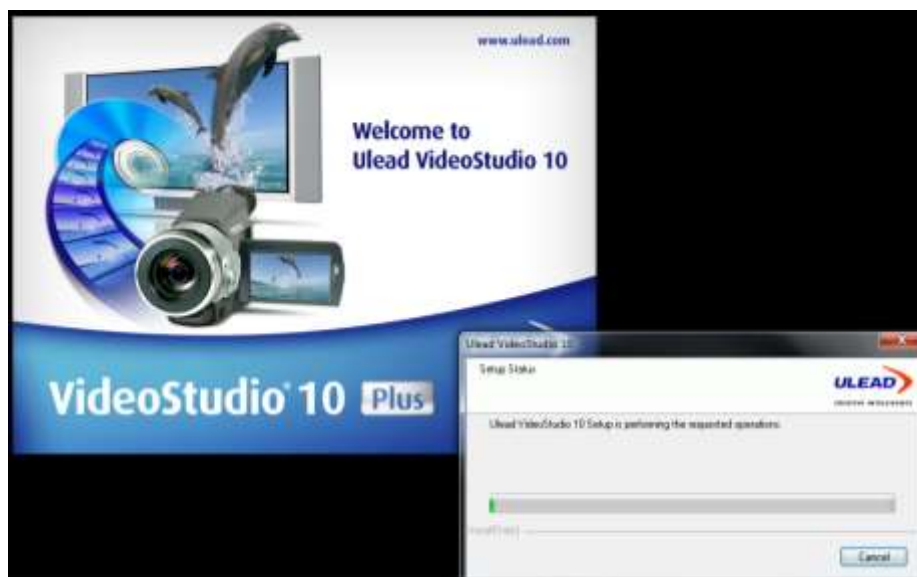 www.ulead.com
Welcome to
Ulead VideoStudio 10
VideoStudio® 10 Plus
Ulead VideoStudio 10
Setup Status
ULEAD
Ulead VideoStudio 10 Setup is performing the requested operations.
InstallShield
Cancel